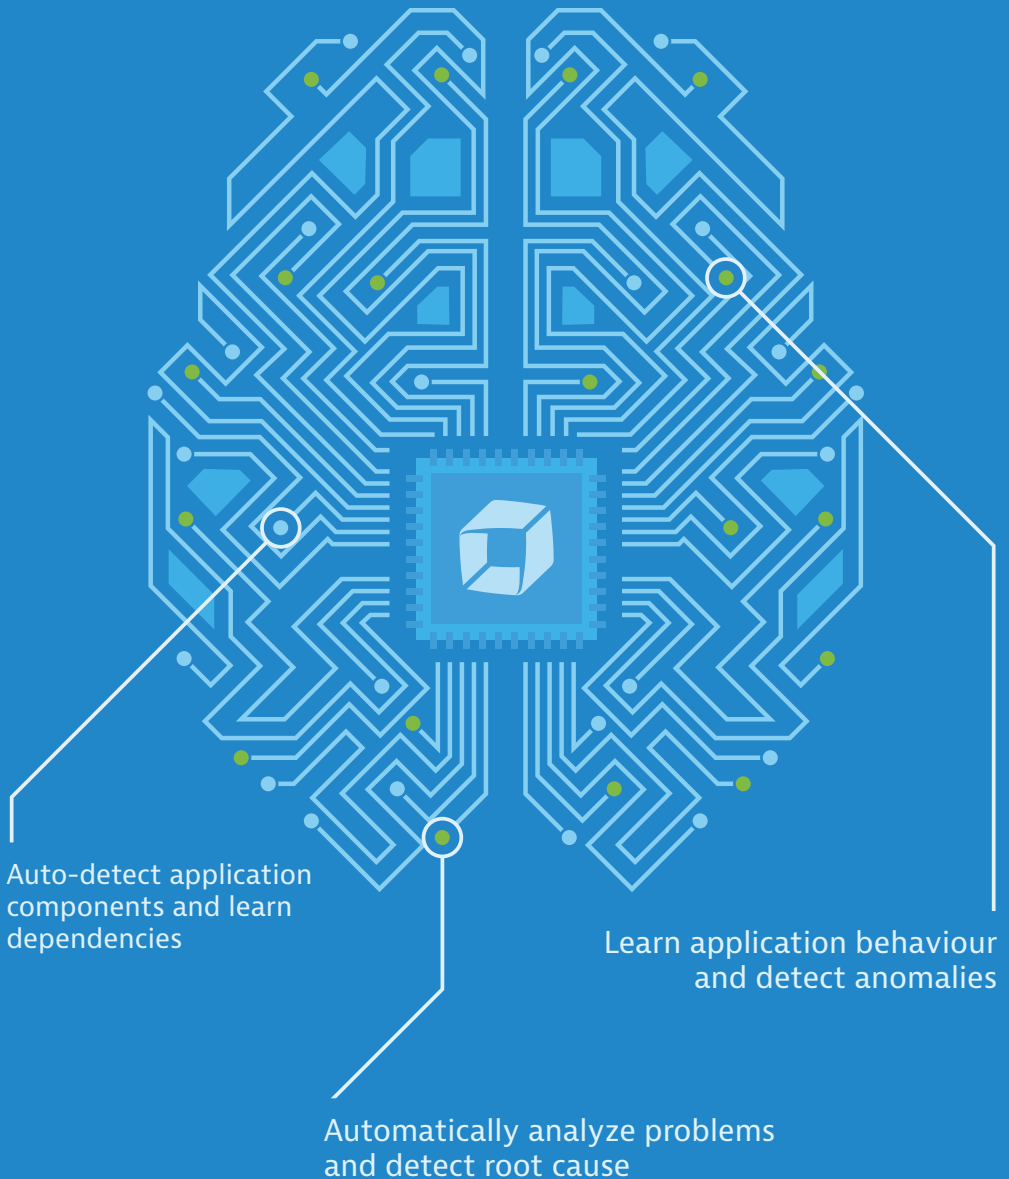 Auto-detect application
components and learn
dependencies
Learn application behaviour
and detect anomalies
Automatically analyze problems
and detect root cause